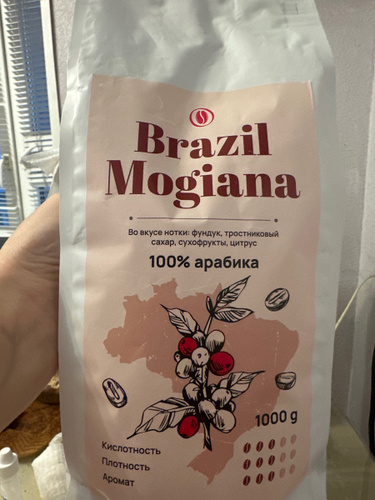 Brazil
Mogiana
Во вкусе нотки: фундук, тростниковый
сахар, сухофрукты, цитрус
100% арабика
1000 g
Кислотность
Плотность
Аромат